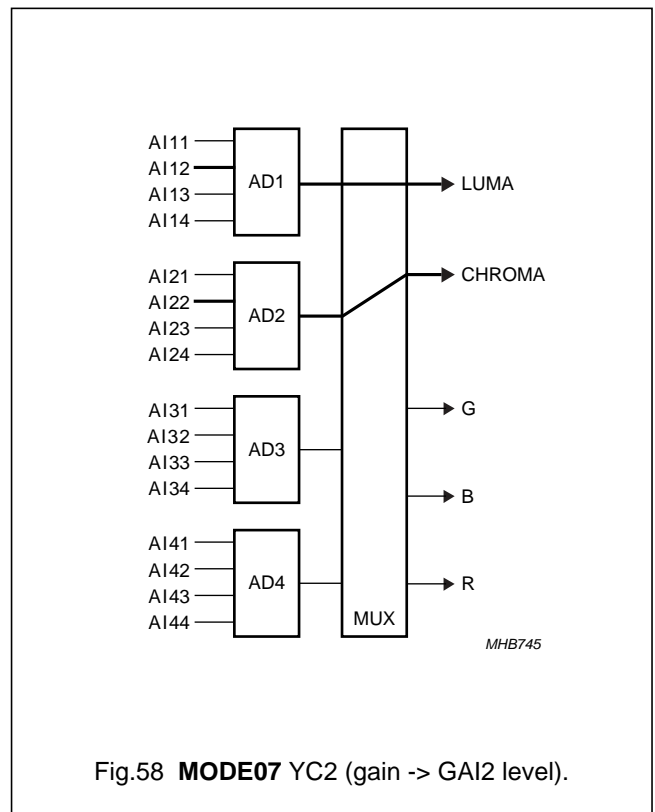 AI11
AI12
AI13
AI14
AD1
LUMA
AI21
AI22
AI23
AI24
AD2
CHROMA
AI31
AI32
AI33
AI34
AD3
G
B
AI41
AI42
AI43
AI44
AD4
MUX
R
MHB745
Fig.58 MODE07 YC2 (gain -> GAI2 level).